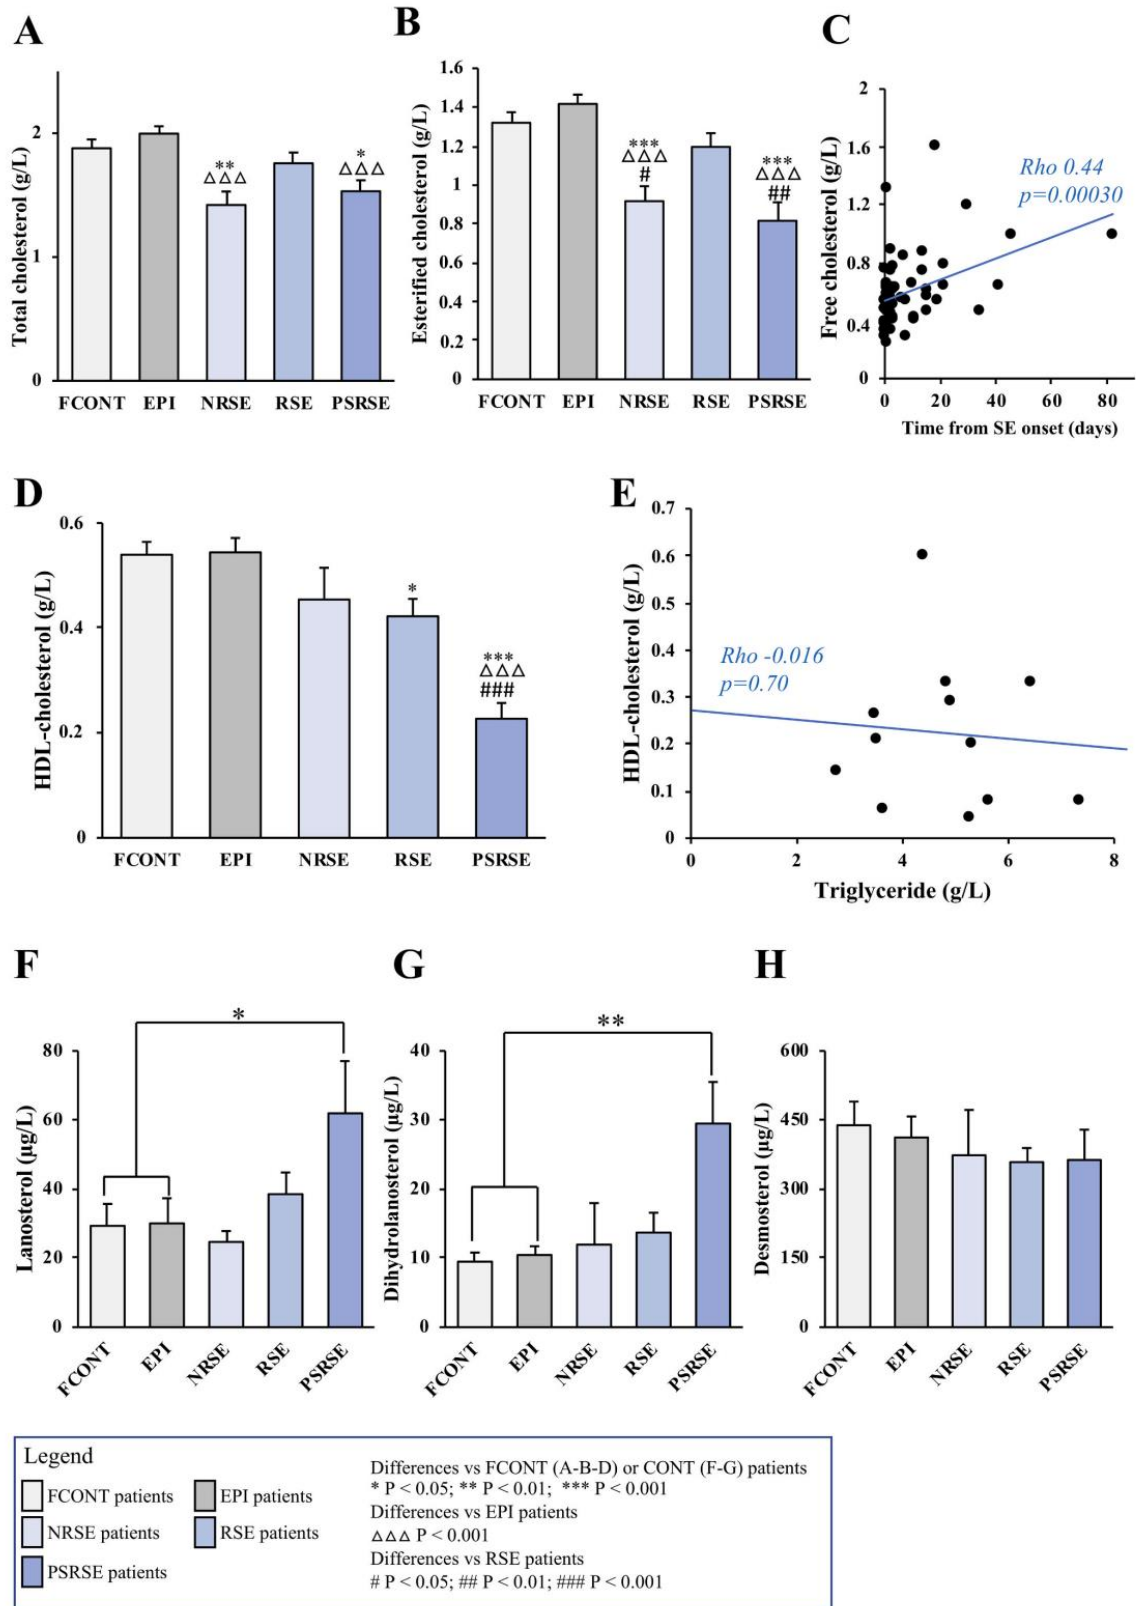 A
Total cholesterol (g/L)
2
1
0
**
△△△
*
△△△
FCONT EPI NRSE RSE PSRSE
B
Esterified cholesterol (g/L)
1.6
1.4
1.2
1
0.8
0.6
0.4
0.2
0
***
△△△
#
***
△△△
##
FCONT EPI NRSE RSE PSRSE
C
Free cholesterol (g/L)
2
1.6
1.2
0.8
0.4
0
Rho 0.44
p=0.00030
0 20 40 60 80
Time from SE onset (days)
D
HDL-cholesterol (g/L)
0.6
0.4
0.2
0
*
***
△△△
###
FCONT EPI NRSE RSE PSRSE
E
HDL-cholesterol (g/L)
0.7
0.6
0.5
0.4
0.3
0.2
0.1
0
Rho -0.016
p=0.70
0 2 4 6 8
Triglyceride (g/L)
F
Lanosterol (µg/L)
80
60
40
20
0
*
FCONT EPI NRSE RSE PSRSE
G
Dihydrolanosterol (µg/L)
40
30
20
10
0
**
FCONT EPI NRSE RSE PSRSE
H
Desmosterol (µg/L)
600
450
300
150
0
FCONT EPI NRSE RSE PSRSE
Legend
FCONT patients
EPI patients
NRSE patients
RSE patients
PSRSE patients
Differences vs FCONT (A-B-D) or CONT (F-G) patients
* P < 0.05; ** P < 0.01; *** P < 0.001
Differences vs EPI patients
△△△ P < 0.001
Differences vs RSE patients
# P < 0.05; ## P < 0.01; ### P < 0.001